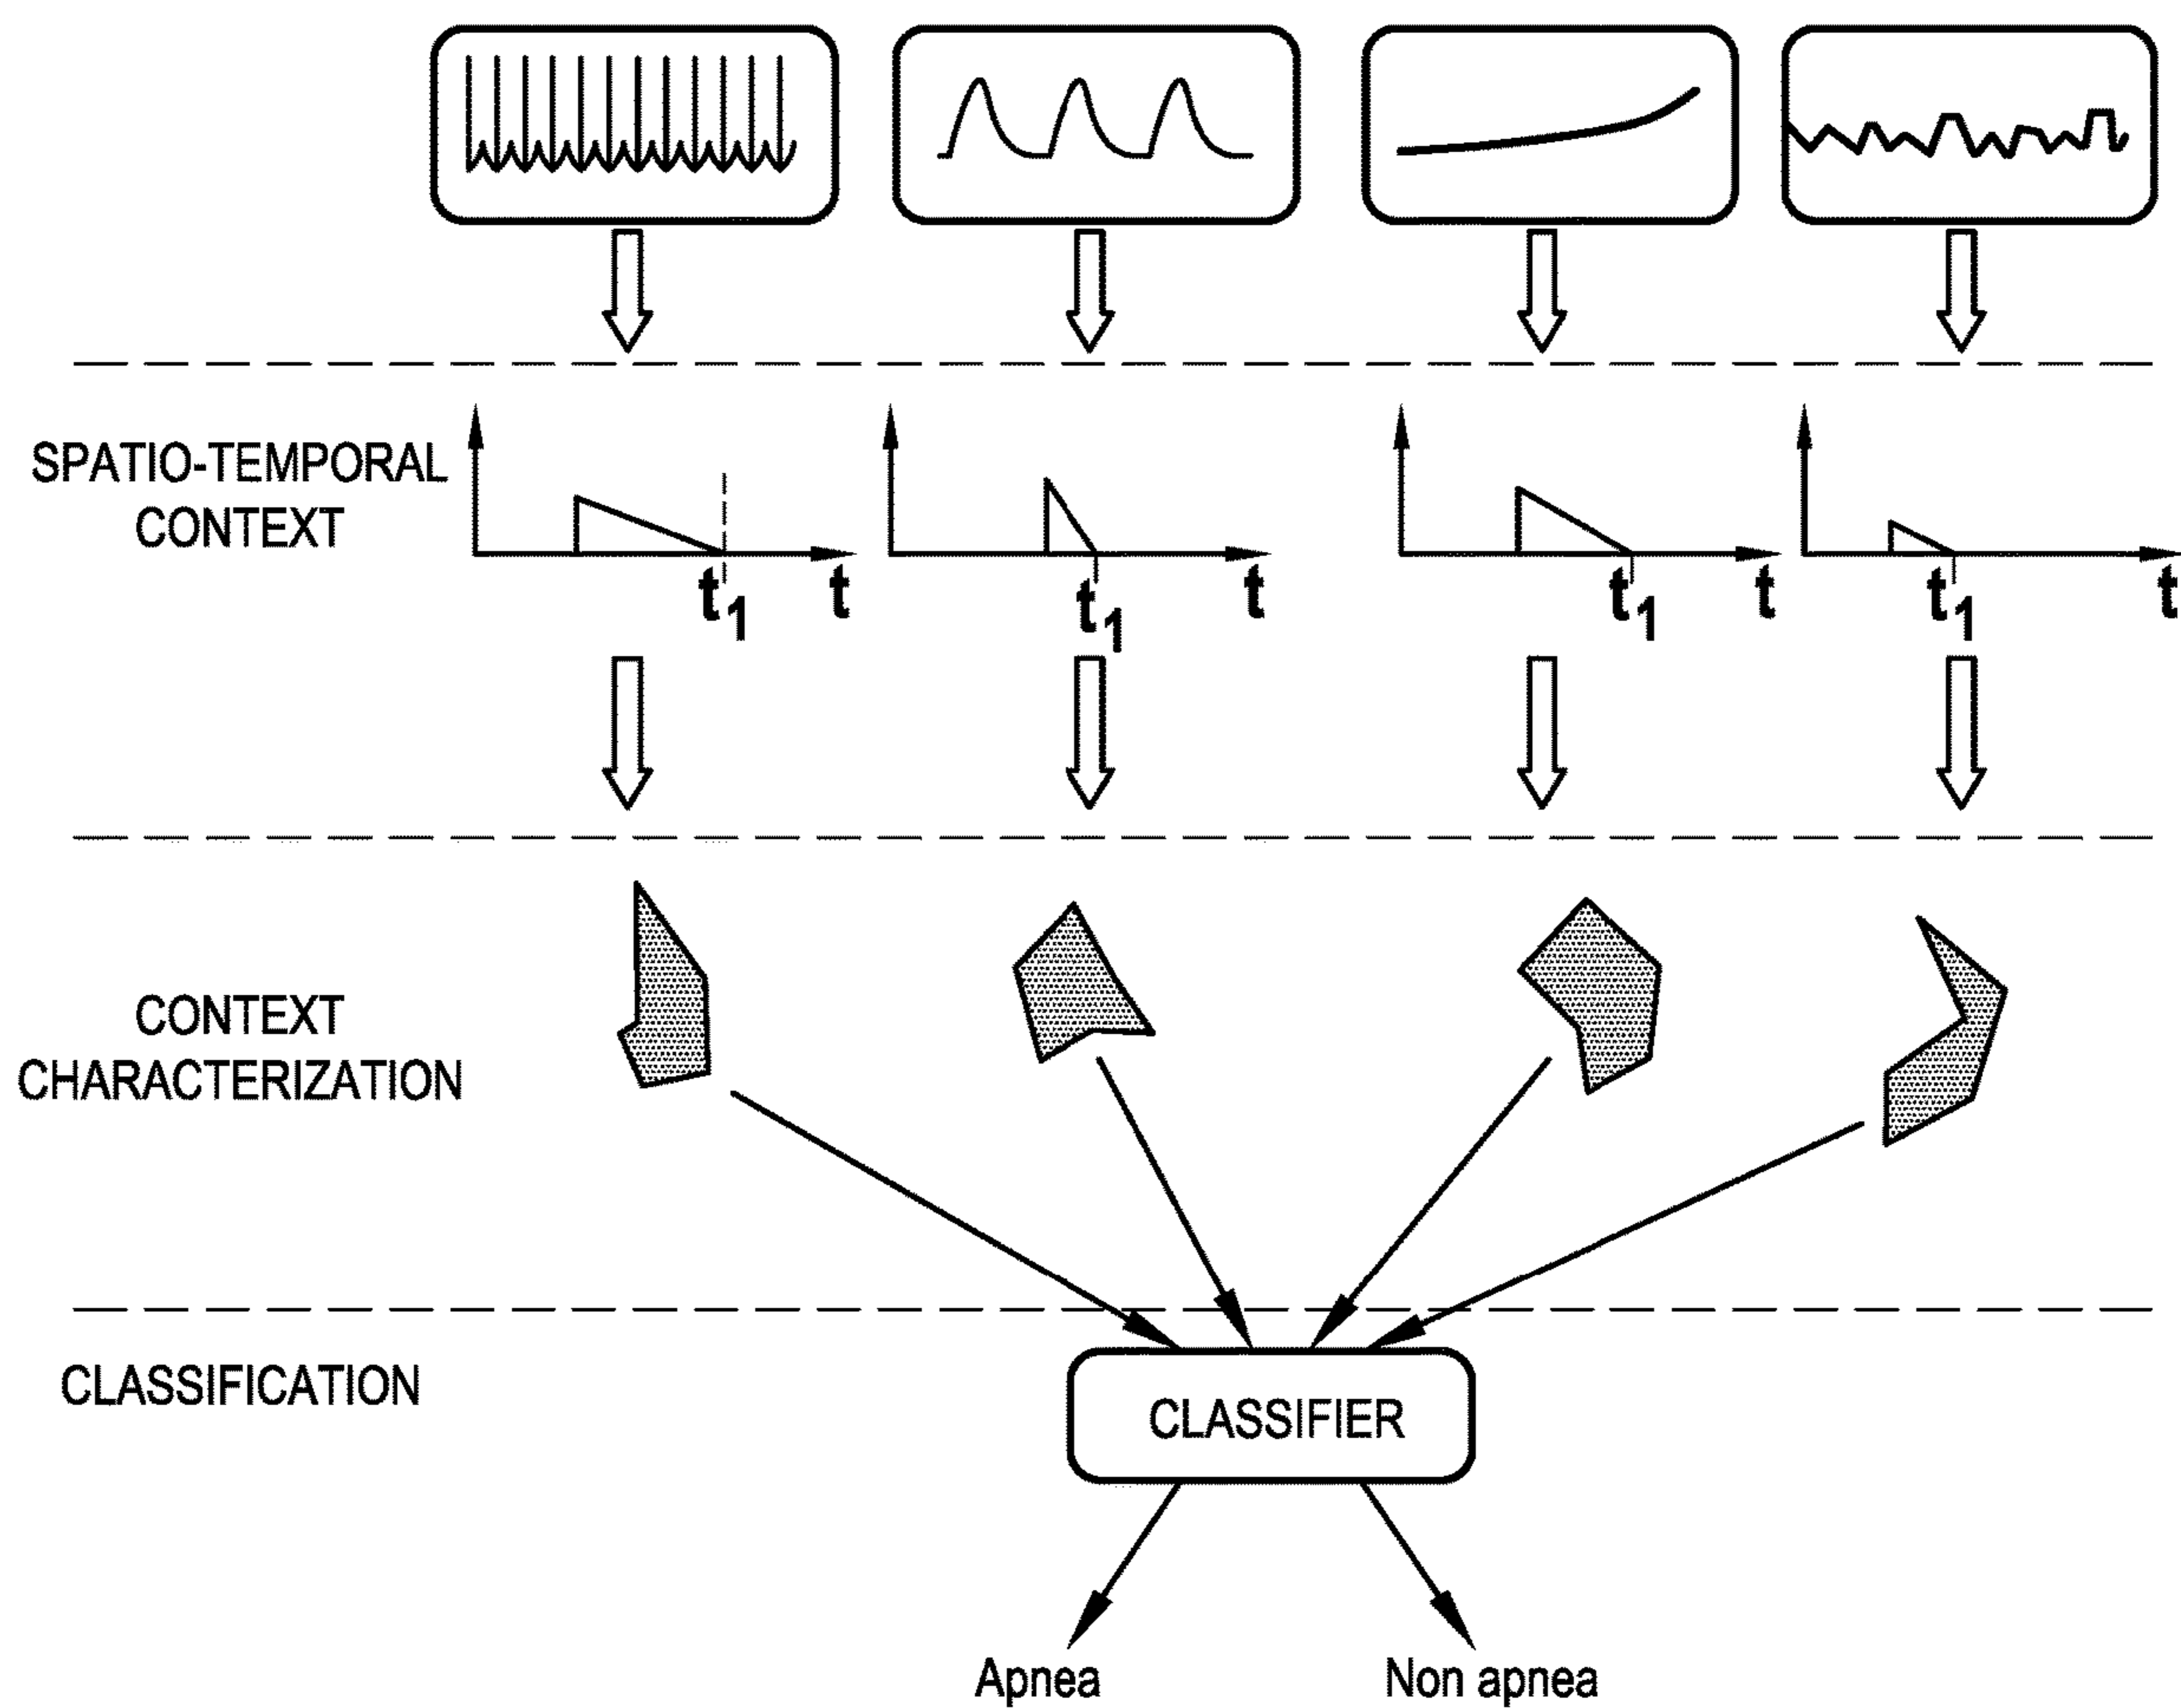 SPATIO-TEMPORAL
CONTEXT
t1 t
t1 t
t1 t
t1 t
CONTEXT
CHARACTERIZATION
CLASSIFICATION
CLASSIFIER
Apnea
Non apnea